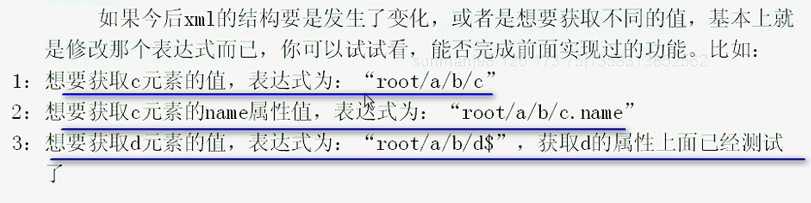 如果今后xml的结构要是发生了变化，或者是想要获取不同的值，基本上就
是修改那个表达式而已，你可以试试看，能否完成前面实现过的功能。比如：
1：想要获取c元素的值，表达式为：“root/a/b/c”
2：想要获取c元素的name属性值，表达式为：“root/a/b/c.name”
3：想要获取d元素的值，表达式为：“root/a/b/d$”，获取d的属性上面已经测试
了